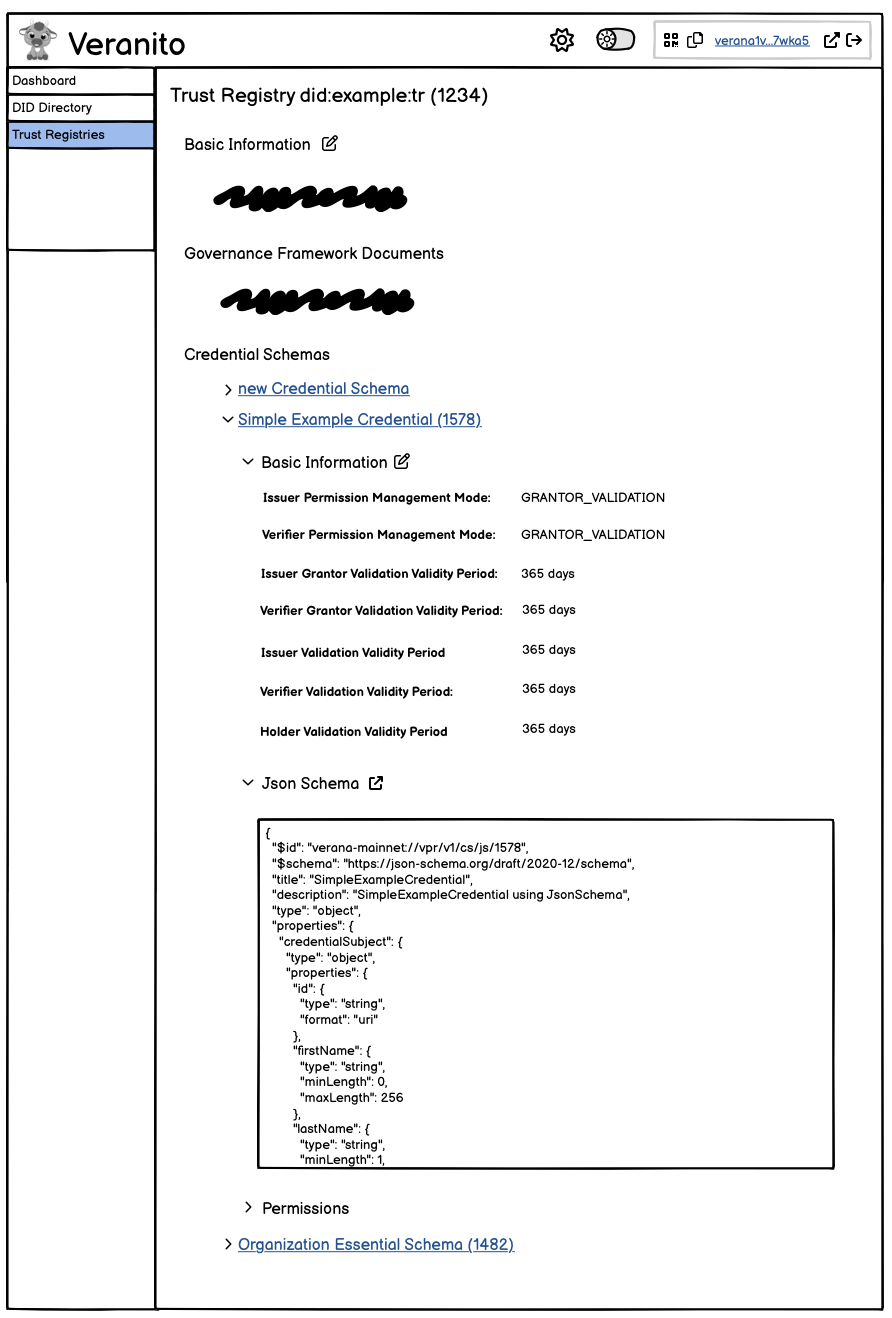 Veranito
verana1v...7wka5
Dashboard
DID Directory
Trust Registries
Trust Registry did:example:tr (1234)
Basic Information
Governance Framework Documents
Credential Schemas
new Credential Schema
Simple Example Credential (1578)
Basic Information
Issuer Permission Management Mode: GRANTOR_VALIDATION
Verifier Permission Management Mode: GRANTOR_VALIDATION
Issuer Grantor Validation Validity Period: 365 days
Verifier Grantor Validation Validity Period: 365 days
Issuer Validation Validity Period 365 days
Verifier Validation Validity Period: 365 days
Holder Validation Validity Period 365 days
Json Schema
{
"$id": "verana-mainnet://vpr/v1/cs/js/1578",
"$schema": "https://json-schema.org/draft/2020-12/schema",
"title": "SimpleExampleCredential",
"description": "SimpleExampleCredential using JsonSchema",
"type": "object",
"properties": {
"credentialSubject": {
"type": "object",
"properties": {
"id": {
"type": "string",
"format": "uri"
},
"firstName": {
"type": "string",
"minLength": 0,
"maxLength": 256
},
"lastName": {
"type": "string",
"minLength": 1,
Permissions
Organization Essential Schema (1482)